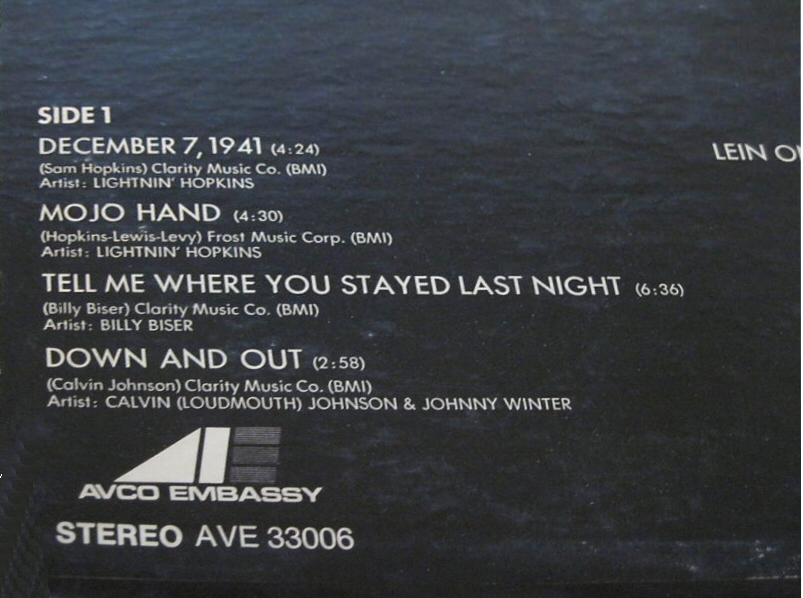 SIDE 1
DECEMBER 7, 1941 (4:24)
(Sam Hopkins) Clarity Music Co. (BMI)
Artist: LIGHTNIN' HOPKINS
MOJO HAND (4:30)
(Hopkins-Lewis-Levy) Frost Music Corp. (BMI)
Artist: LIGHTNIN' HOPKINS
TELL ME WHERE YOU STAYED LAST NIGHT (6:36)
(Billy Biser) Clarity Music Co. (BMI)
Artist: BILLY BISER
DOWN AND OUT (2:58)
(Calvin Johnson) Clarity Music Co. (BMI)
Artist: CALVIN (LOUDMOUTH) JOHNSON & JOHNNY WINTER
AVCO EMBASSY
STEREO AVE 33006
LEIN